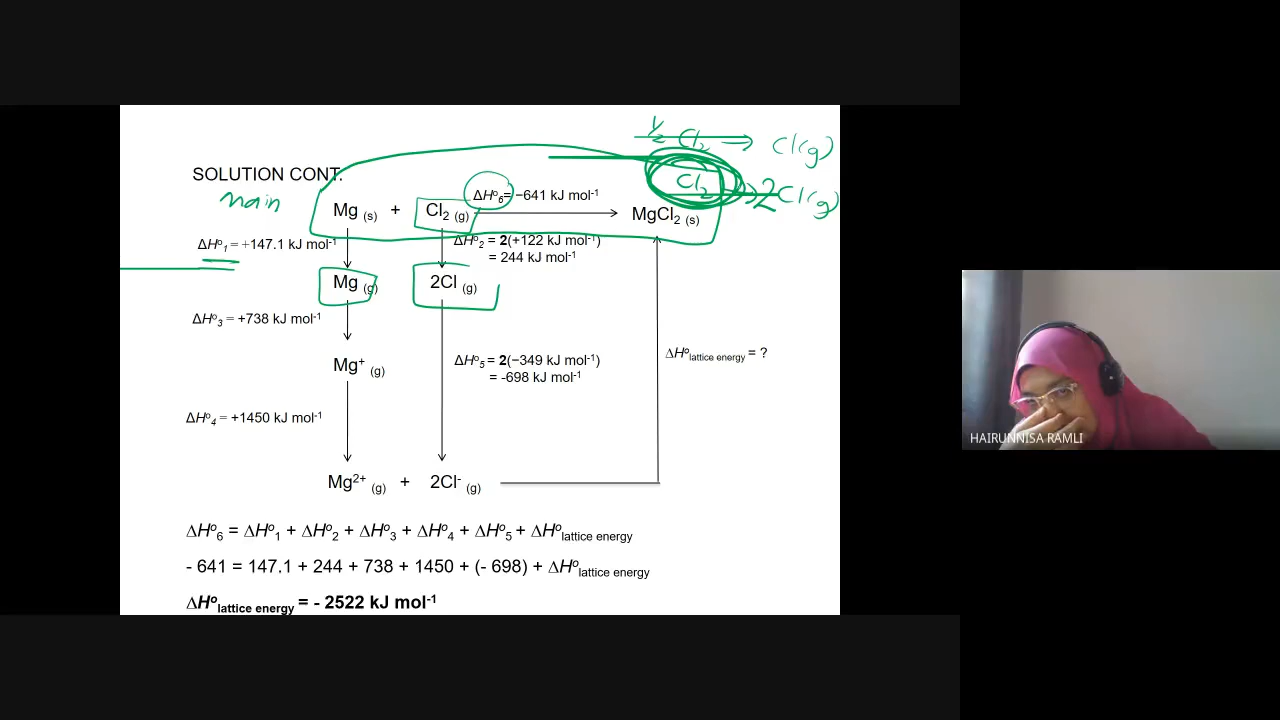 ½ Cl₂ → Cl(g)
SOLUTION CONT.
Cl₂ → 2Cl(g)
main
ΔH°₆= −641 kJ mol⁻¹
Mg (s) + Cl₂ (g) MgCl₂ (s)
ΔH°₁ = +147.1 kJ mol⁻¹
ΔH°₂ = 2(+122 kJ mol⁻¹)
= 244 kJ mol⁻¹
Mg (g) 2Cl (g)
ΔH°₃ = +738 kJ mol⁻¹
Mg⁺ (g)
ΔH°₅ = 2(−349 kJ mol⁻¹)
= -698 kJ mol⁻¹
ΔH°lattice energy = ?
ΔH°₄ = +1450 kJ mol⁻¹
Mg²⁺ (g) + 2Cl⁻ (g)
ΔH°₆ = ΔH°₁ + ΔH°₂ + ΔH°₃ + ΔH°₄ + ΔH°₅ + ΔH°lattice energy
- 641 = 147.1 + 244 + 738 + 1450 + (- 698) + ΔH°lattice energy
ΔH°lattice energy = - 2522 kJ mol⁻¹
HAIRUNNISA RAMLI